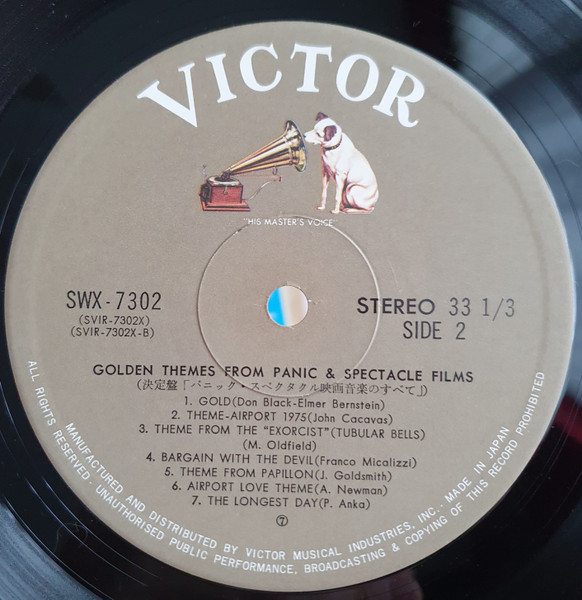 VICTOR
"HIS MASTER'S VOICE"
SWX-7302
(SVIR-7302X)
(SVIR-7302X-B)
STEREO 33 1/3
SIDE 2
GOLDEN THEMES FROM PANIC & SPECTACLE FILMS
(決定盤「パニック・スペクタクル映画音楽のすべて」)
1. GOLD(Don Black-Elmer Bernstein)
2. THEME-AIRPORT 1975(John Cacavas)
3. THEME FROM THE "EXORCIST"(TUBULAR BELLS)
(M. Oldfield)
4. BARGAIN WITH THE DEVIL(Franco Micalizzi)
5. THEME FROM PAPILLON(J. Goldsmith)
6. AIRPORT LOVE THEME(A. Newman)
7. THE LONGEST DAY(P. Anka)
⑦
MANUFACTURED AND DISTRIBUTED BY VICTOR MUSICAL INDUSTRIES, INC., MADE IN JAPAN
ALL RIGHTS RESERVED·UNAUTHORISED PUBLIC PERFORMANCE, BROADCASTING & COPYING OF THIS RECORD PROHIBITED